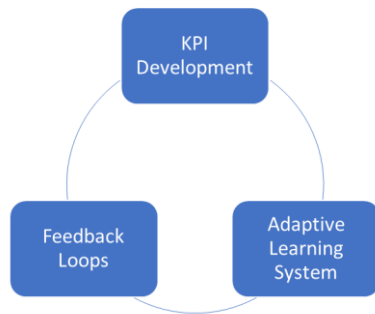 KPI
Development
Feedback
Loops
Adaptive
Learning
System